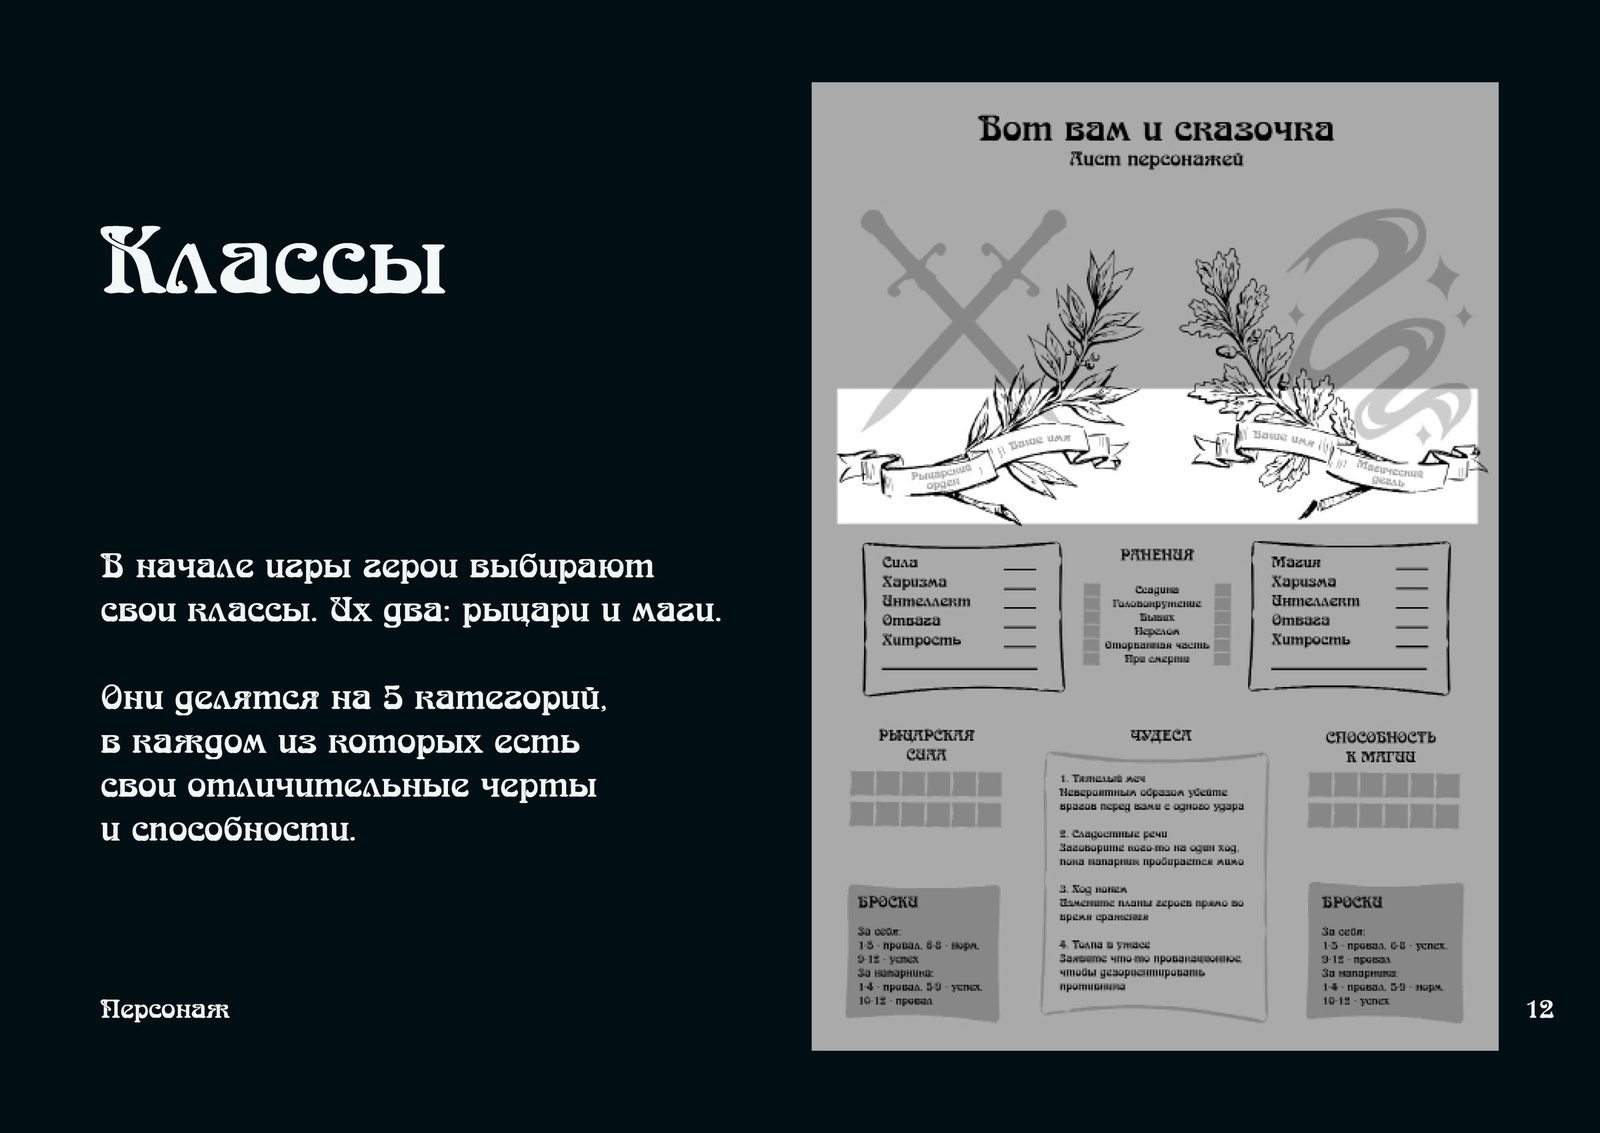 Классы
В начале игры герои выбирают
свои классы. Их два: рыцари и маги.
Они делятся на 5 категорий,
в каждом из которых есть
свои отличительные черты
и способности.
Персонаж
12
Вот вам и сказочка
Лист персонажей
Рыцарский
орден
Ваше имя
Ваше имя
Магический
Сила
Харизма
Интеллект
Отвага
Хитрость
РАНЕНИЯ
Ссадина
Головокружение
Вывих
Перелом
Оторванная часть
При смерти
Магия
Харизма
Интеллект
Отвага
Хитрость
РЫЦАРСКАЯ
СИЛА
ЧУДЕСА
1. Тяжелый меч
Невероятным образом убейте
врагов перед вами с одного удара
2. Сладостные речи
Заговорите кого-то на один ход,
пока напарник пробирается мимо
3. Ход конем
Измените планы героев прямо во
время сражения
4. Толпа в ужасе
Заявите что-то провокационное,
чтобы дезориентировать
противника
СПОСОБНОСТЬ
К МАГИИ
БРОСКИ
За себя:
1-5 - провал, 6-8 - норм,
9-12 - успех
За напарника:
1-4 - провал, 5-9 - успех,
10-12 - провал
БРОСКИ
За себя:
1-5 - провал, 6-8 - успех,
9-12 - провал
За напарника:
1-4 - провал, 5-9 - норм,
10-12 - успех